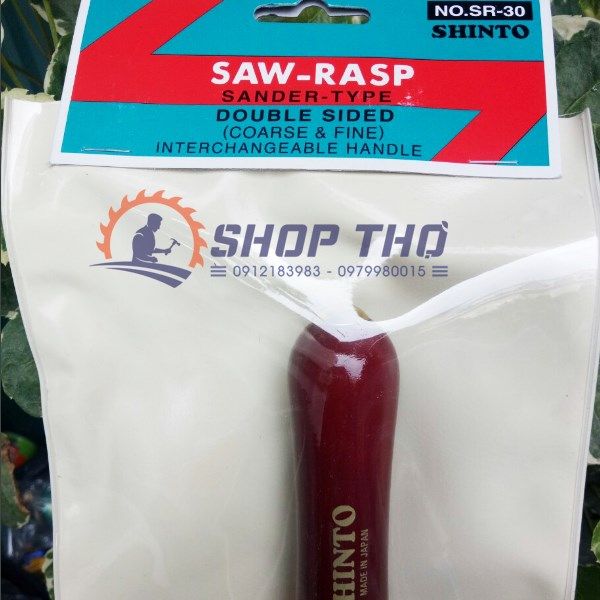 NO.SR-30
SHINTO
SAW-RASP
SANDER-TYPE
DOUBLE SIDED
(COARSE & FINE)
INTERCHANGEABLE HANDLE
SHOP THỢ
0912183983 - 0979980015
SHINTO
MADE IN JAPAN